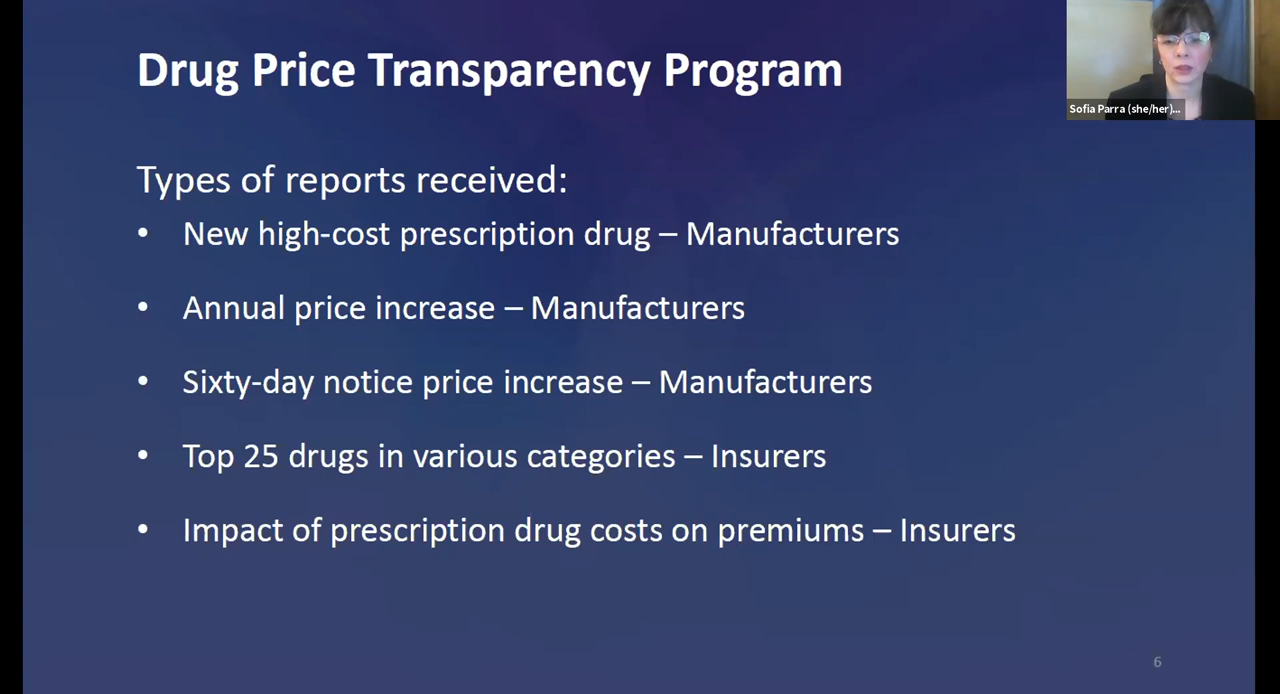 Drug Price Transparency Program
Sofia Parra (she/her)...
Types of reports received:
• New high-cost prescription drug – Manufacturers
• Annual price increase – Manufacturers
• Sixty-day notice price increase – Manufacturers
• Top 25 drugs in various categories – Insurers
• Impact of prescription drug costs on premiums – Insurers
6